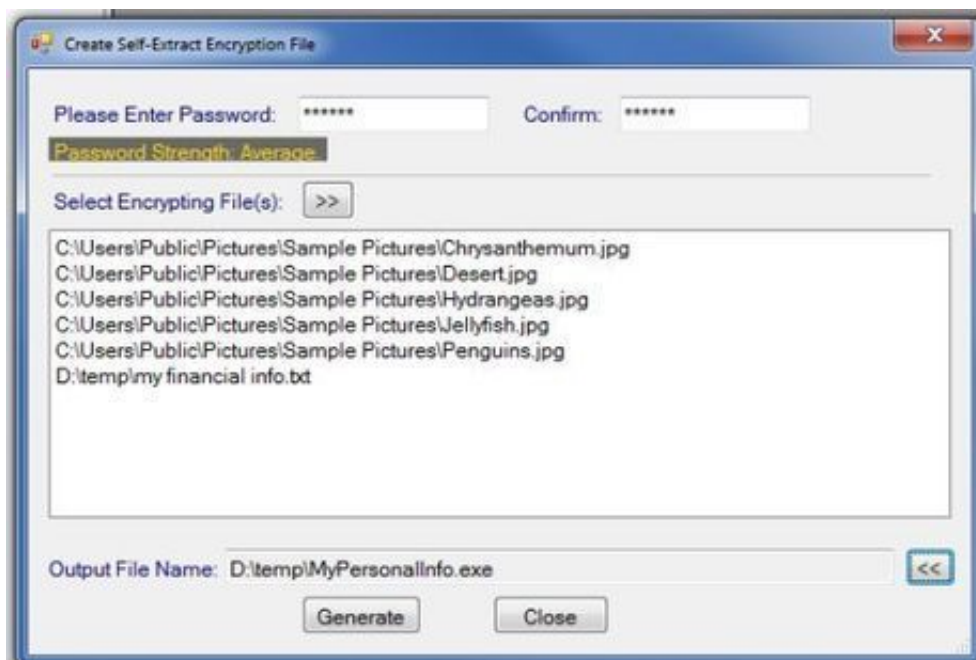 Create Self-Extract Encryption File
Please Enter Password: ****** Confirm: ******
Password Strength: Average
Select Encrypting File(s): >>
C:\Users\Public\Pictures\Sample Pictures\Chrysanthemum.jpg
C:\Users\Public\Pictures\Sample Pictures\Desert.jpg
C:\Users\Public\Pictures\Sample Pictures\Hydrangeas.jpg
C:\Users\Public\Pictures\Sample Pictures\Jellyfish.jpg
C:\Users\Public\Pictures\Sample Pictures\Penguins.jpg
D:\temp\my financial info.txt
Output File Name: D:\temp\MyPersonalInfo.exe <<
Generate Close